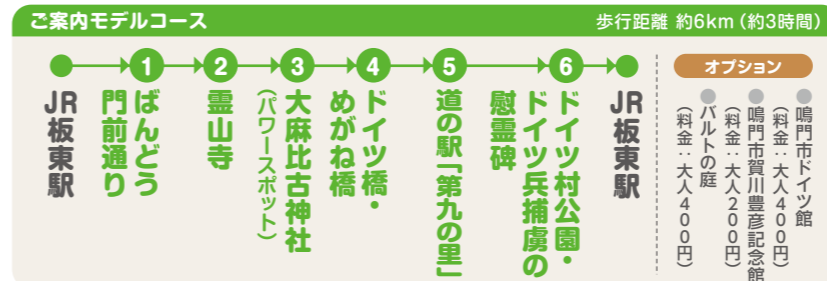 ご案内モデルコース
歩行距離 約6km（約3時間）
JR板東駅
1
ばんどう
門前通り
2
霊山寺
3
大麻比古神社
（パワースポット）
4
ドイツ橋・
めがね橋
5
道の駅「第九の里」
6
ドイツ村公園・
ドイツ兵捕虜の
慰霊碑
JR板東駅
オプション
●鳴門市ドイツ館
（料金：大人400円）
●鳴門市賀川豊彦記念館
（料金：大人200円）
●バルトの庭
（料金：大人400円）